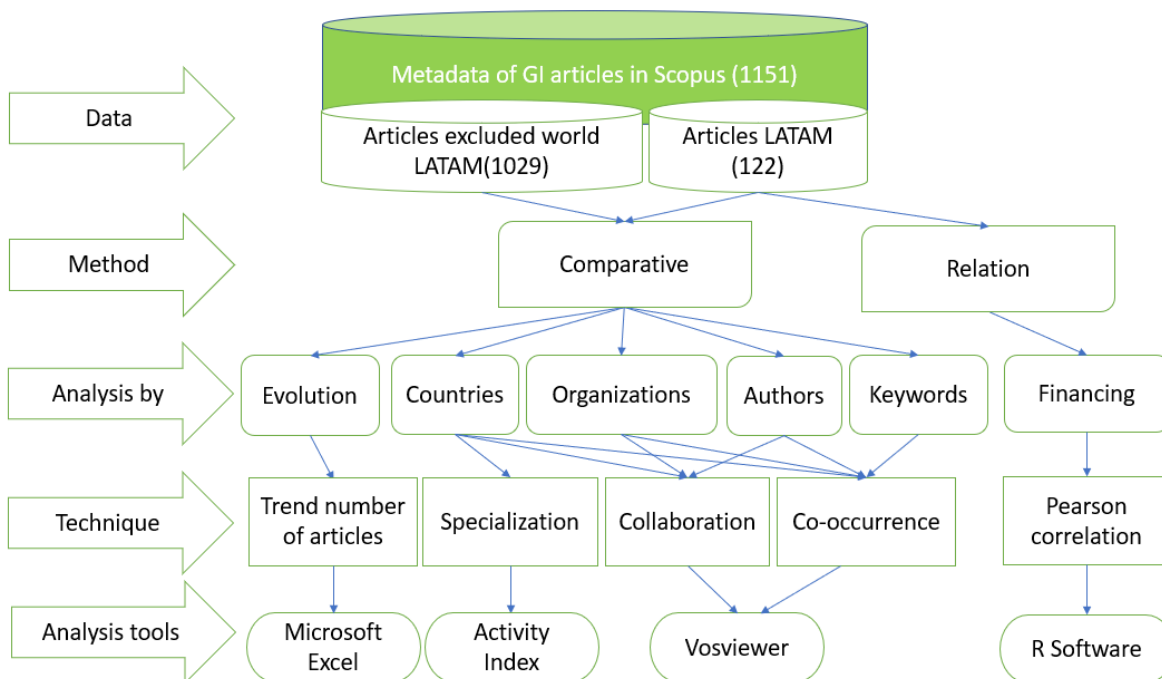 Metadata of GI articles in Scopus (1151)
Data
Articles excluded world
LATAM(1029)
Articles LATAM
(122)
Method
Comparative
Relation
Analysis by
Evolution
Countries
Organizations
Authors
Keywords
Financing
Technique
Trend number
of articles
Specialization
Collaboration
Co-occurrence
Pearson
correlation
Analysis tools
Microsoft
Excel
Activity
Index
Vosviewer
R Software